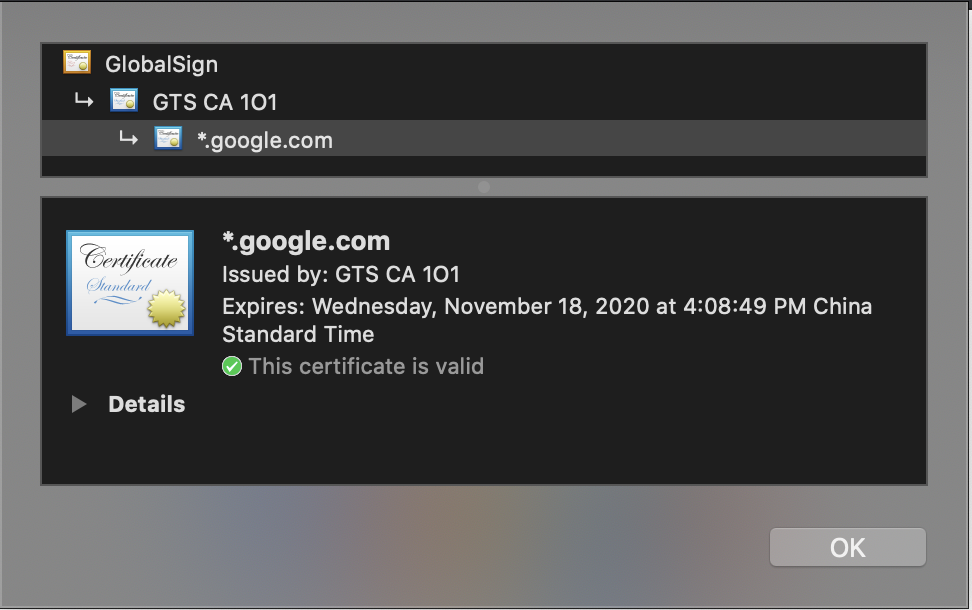 GlobalSign
GTS CA 1O1
*.google.com
Certificate
Standard
*.google.com
Issued by: GTS CA 1O1
Expires: Wednesday, November 18, 2020 at 4:08:49 PM China
Standard Time
This certificate is valid
Details
OK